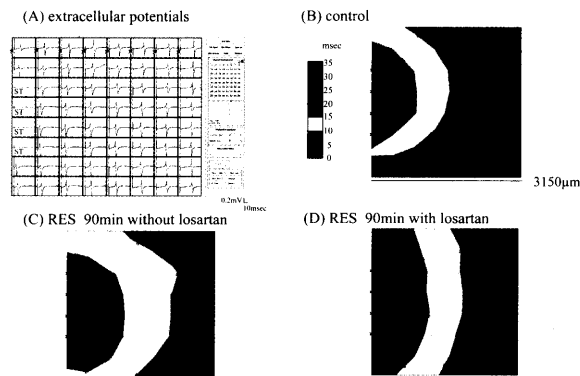 (A) extracellular potentials
ST
ST
ST
ST
0.2mV
10msec
(B) control
msec
35
30
25
20
15
10
5
0
3150µm
(C) RES 90min without losartan
(D) RES 90min with losartan